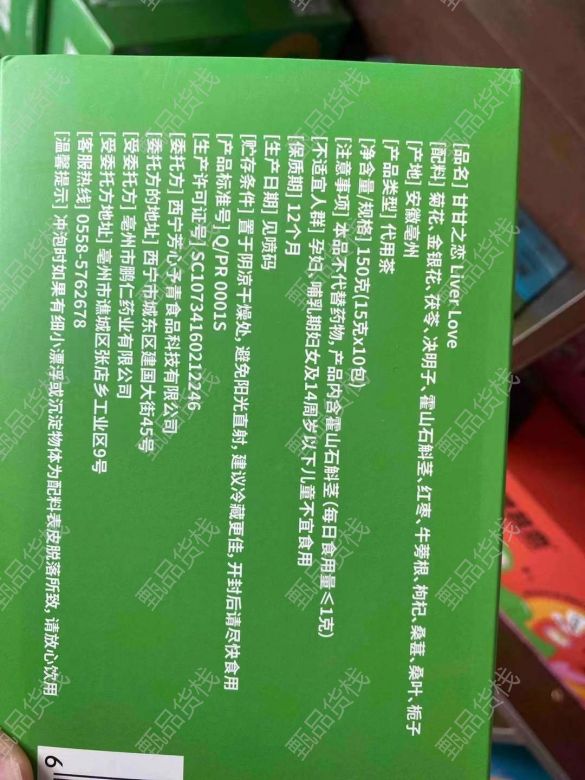 [品名] 甘甘之恋 Liver Love
[配料] 菊花、金银花、茯苓、决明子、霍山石斛茎、红枣、牛蒡根、枸杞、桑葚、桑叶、栀子
[产地] 安徽亳州
[产品类型] 代用茶
[净含量/规格] 150克(15克x10包)
[注意事项] 本品不代替药物, 产品内含霍山石斛茎 (每日食用量≤1克)
[不适宜人群] 孕妇、哺乳期妇女及14周岁以下儿童不宜食用
[保质期] 12个月
[生产日期] 见喷码
[贮存条件] 置于阴凉干燥处, 避免阳光直射, 建议冷藏更佳, 开封后请尽快食用
[产品标准号] Q/PR 0001S
[生产许可证号] SC10734160212246
[委托方] 西宁芳心予青食品科技有限公司
[委托方的地址] 西宁市城东区建国大街45号
[受委托方] 亳州市鹏仁药业有限公司
[受委托方地址] 亳州市谯城区张店乡工业区9号
[客服热线] 0558-5762678
[温馨提示] 冲泡时如果有细小漂浮或沉淀物体为配料表皮脱落所致, 请放心饮用
6
甄品货栈